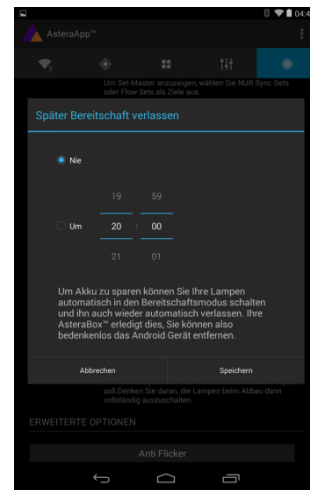 04:
AsteraApp™
Um Set-Master anzuzeigen, wählen Sie NUR Sync Sets
oder Flow Sets als Ziele aus.
Später Bereitschaft verlassen
Nie
19 59
Um 20 : 00
21 01
Um Akku zu sparen können Sie Ihre Lampen
automatisch in den Bereitschaftsmodus schalten
und ihn auch wieder automatisch verlassen. Ihre
AsteraBox™ erledigt dies, Sie können also
bedenkenlos das Android Gerät entfernen.
Abbrechen Speichern
soll.Denken Sie daran, die Lampen beim Abbau dann
vollständig auszuschalten
ERWEITERTE OPTIONEN
Anti Flicker